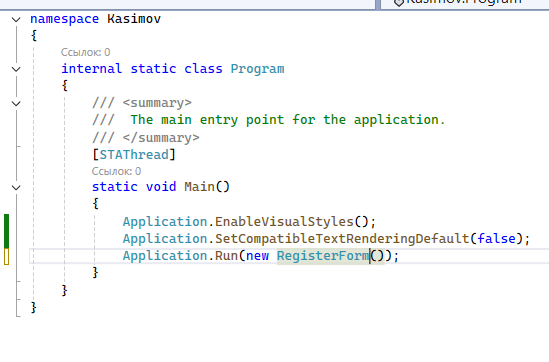 Kasimov.Program
namespace Kasimov
{
Ссылок: 0
internal static class Program
{
/// <summary>
///  The main entry point for the application.
/// </summary>
[STAThread]
Ссылок: 0
static void Main()
{
Application.EnableVisualStyles();
Application.SetCompatibleTextRenderingDefault(false);
Application.Run(new RegisterForm());
}
}
}